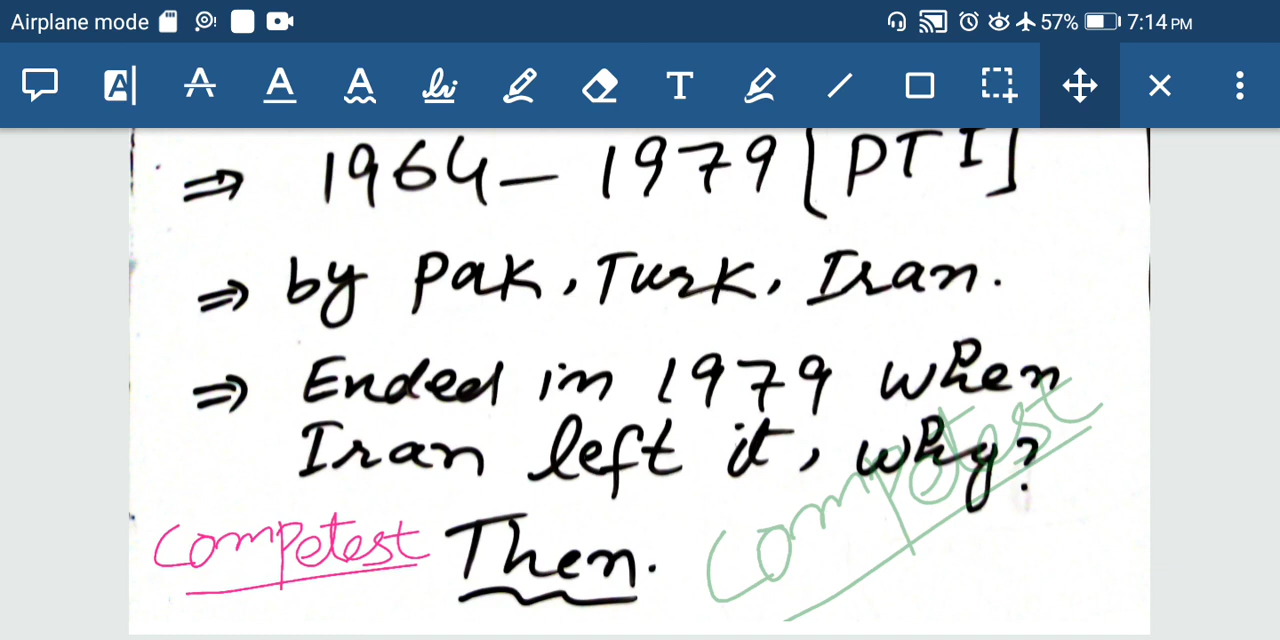 Airplane mode 57% 7:14 PM
A A A A T
⇒ 1964 - 1979 [PTI]
⇒ by Pak, Turk, Iran.
⇒ Ended in 1979 when
Iran left it, why?
Competest Then. Competest